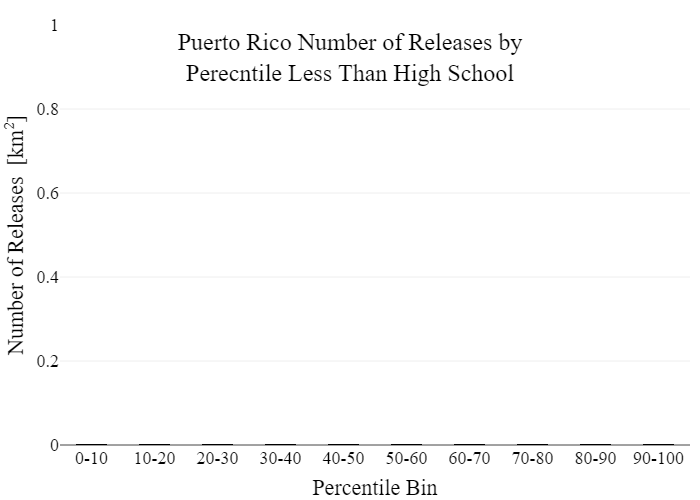 Puerto Rico Number of Releases by
Perecntile Less Than High School
Number of Releases [km²]
1
0.8
0.6
0.4
0.2
0
0-10 10-20 20-30 30-40 40-50 50-60 60-70 70-80 80-90 90-100
Percentile Bin